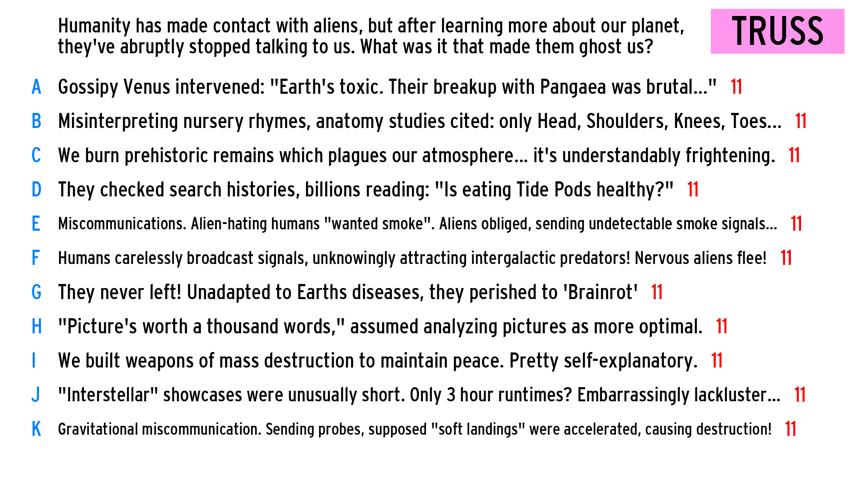 Humanity has made contact with aliens, but after learning more about our planet,
they've abruptly stopped talking to us. What was it that made them ghost us?
TRUSS
A Gossipy Venus intervened: "Earth's toxic. Their breakup with Pangaea was brutal..." 11
B Misinterpreting nursery rhymes, anatomy studies cited: only Head, Shoulders, Knees, Toes... 11
C We burn prehistoric remains which plagues our atmosphere... it's understandably frightening. 11
D They checked search histories, billions reading: "Is eating Tide Pods healthy?" 11
E Miscommunications. Alien-hating humans "wanted smoke". Aliens obliged, sending undetectable smoke signals... 11
F Humans carelessly broadcast signals, unknowingly attracting intergalactic predators! Nervous aliens flee! 11
G They never left! Unadapted to Earths diseases, they perished to 'Brainrot' 11
H "Picture's worth a thousand words," assumed analyzing pictures as more optimal. 11
I We built weapons of mass destruction to maintain peace. Pretty self-explanatory. 11
J "Interstellar" showcases were unusually short. Only 3 hour runtimes? Embarrassingly lackluster... 11
K Gravitational miscommunication. Sending probes, supposed "soft landings" were accelerated, causing destruction! 11